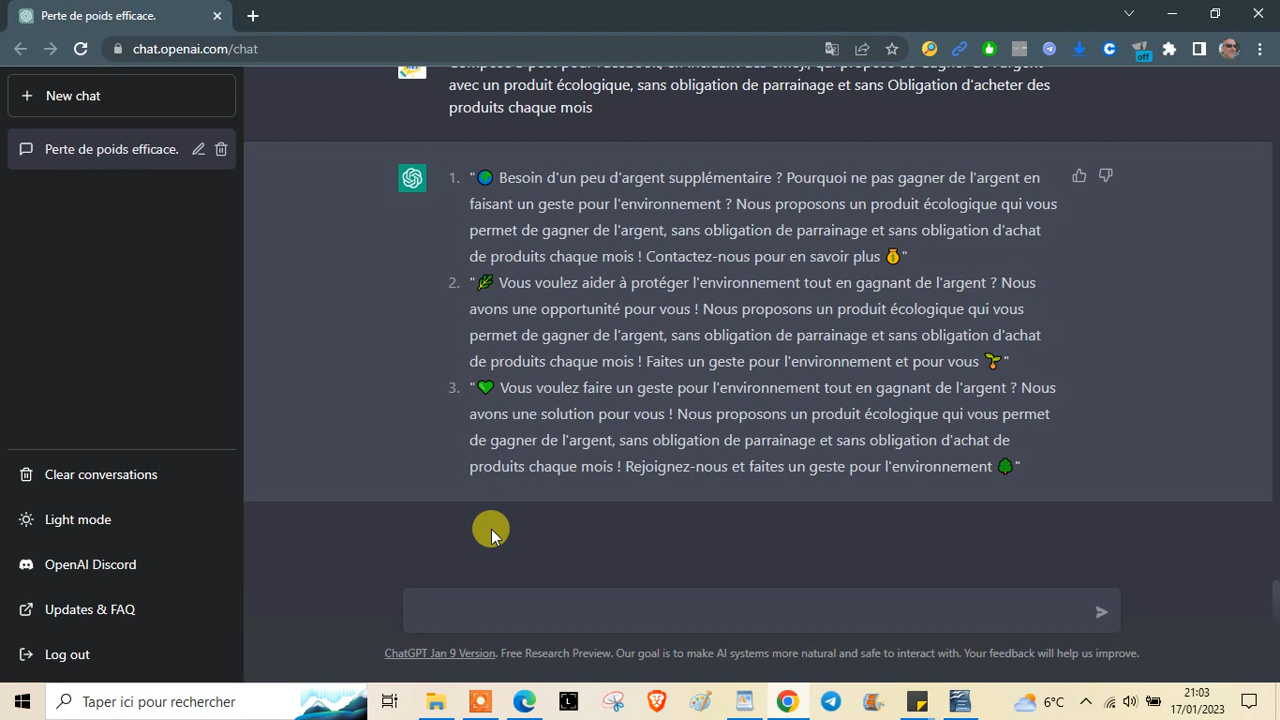 Perte de poids efficace.
chat.openai.com/chat
off
New chat
Perte de poids efficace.
avec un produit écologique, sans obligation de parrainage et sans Obligation d'acheter des
produits chaque mois
1. "🌍 Besoin d'un peu d'argent supplémentaire ? Pourquoi ne pas gagner de l'argent en
faisant un geste pour l'environnement ? Nous proposons un produit écologique qui vous
permet de gagner de l'argent, sans obligation de parrainage et sans obligation d'achat
de produits chaque mois ! Contactez-nous pour en savoir plus 💰"
2. "🌿 Vous voulez aider à protéger l'environnement tout en gagnant de l'argent ? Nous
avons une opportunité pour vous ! Nous proposons un produit écologique qui vous
permet de gagner de l'argent, sans obligation de parrainage et sans obligation d'achat
de produits chaque mois ! Faites un geste pour l'environnement et pour vous 🌱"
3. "💚 Vous voulez faire un geste pour l'environnement tout en gagnant de l'argent ? Nous
avons une solution pour vous ! Nous proposons un produit écologique qui vous permet
de gagner de l'argent, sans obligation de parrainage et sans obligation d'achat de
produits chaque mois ! Rejoignez-nous et faites un geste pour l'environnement 🌳"
Clear conversations
Light mode
OpenAI Discord
Updates & FAQ
Log out
ChatGPT Jan 9 Version. Free Research Preview. Our goal is to make AI systems more natural and safe to interact with. Your feedback will help us improve.
Taper ici pour rechercher
6°C
21:03
17/01/2023